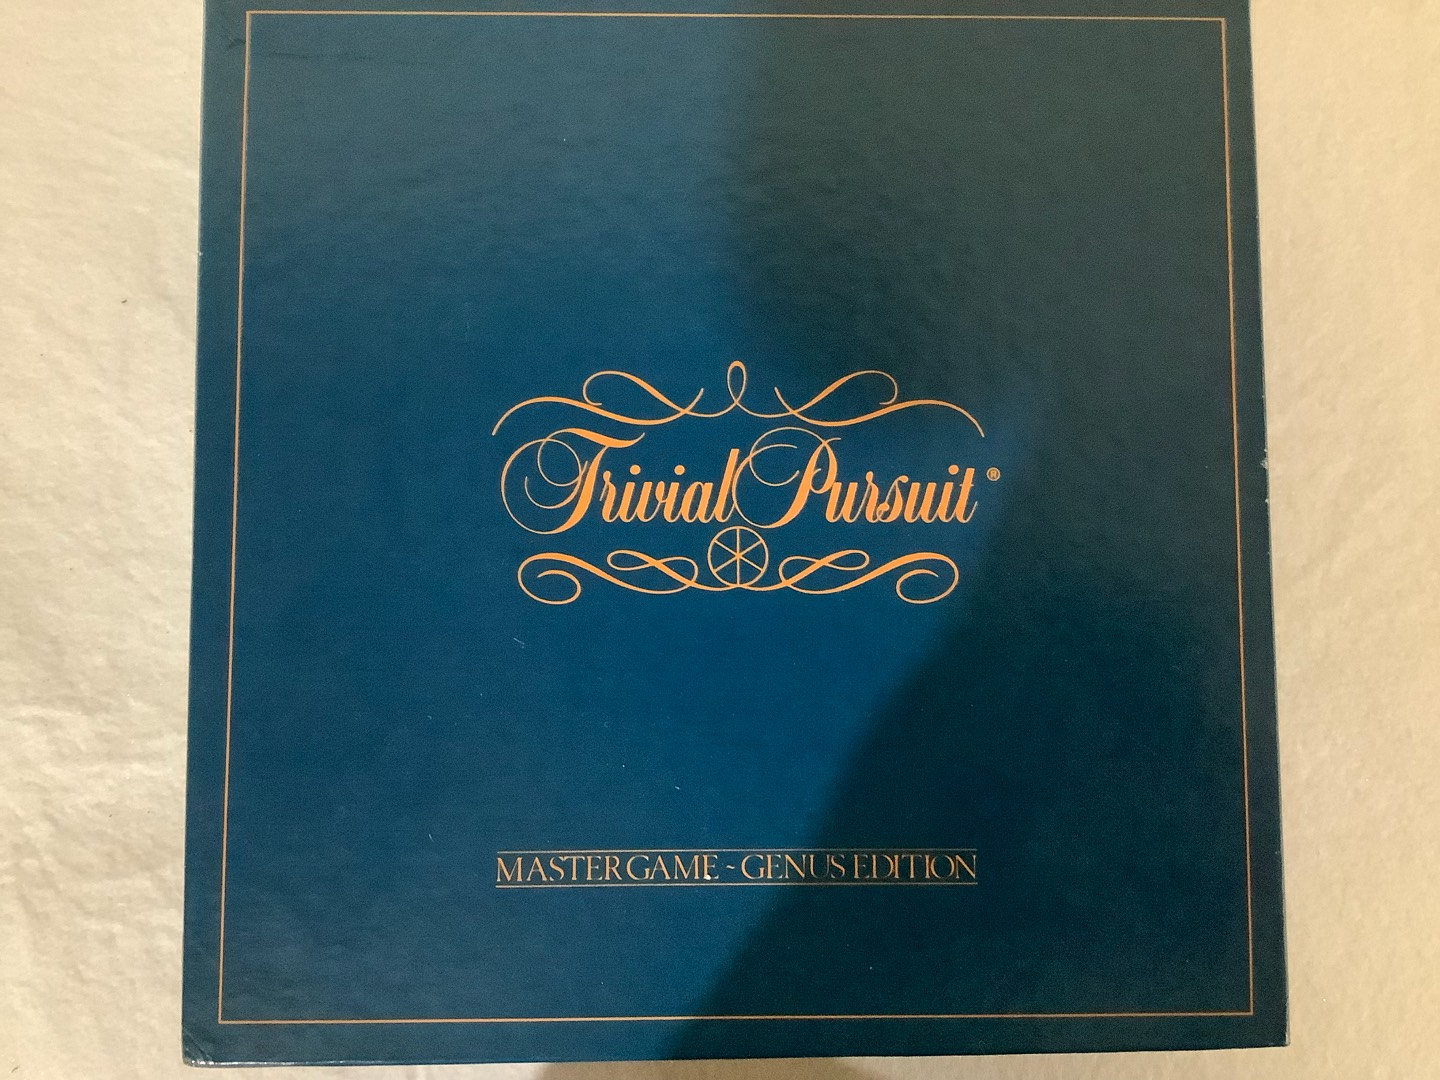 Trivial Pursuit®
MASTER GAME ~ GENUS EDITION